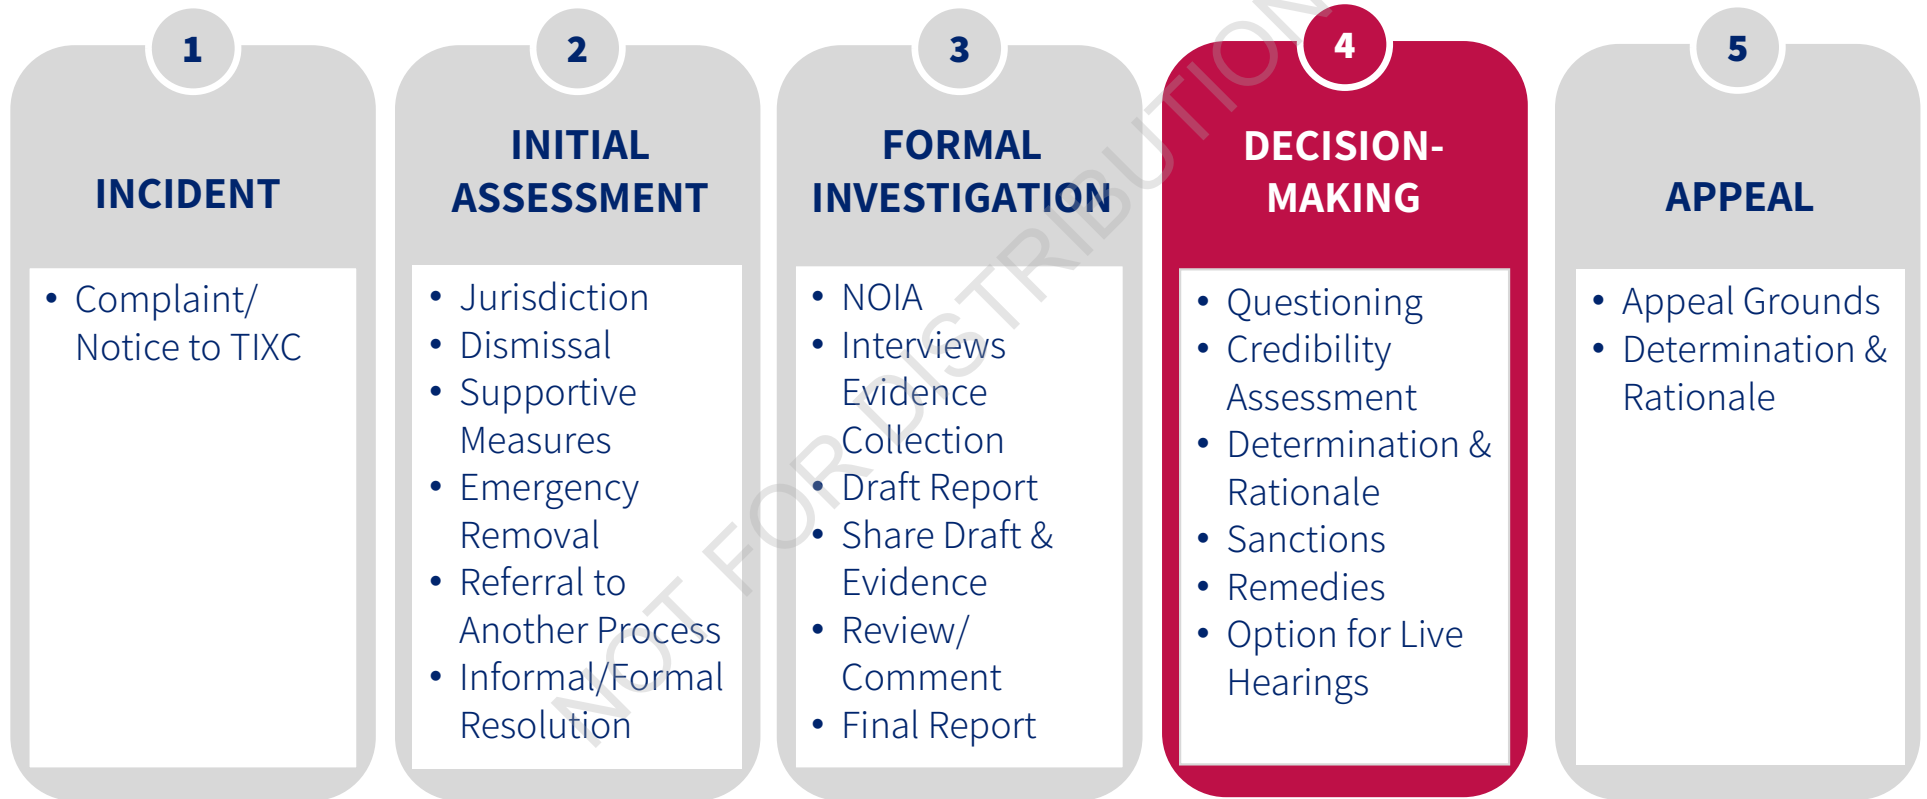 1
INCIDENT
• Complaint/
Notice to TIXC
2
INITIAL
ASSESSMENT
• Jurisdiction
• Dismissal
• Supportive
Measures
• Emergency
Removal
• Referral to
Another Process
• Informal/Formal
Resolution
3
FORMAL
INVESTIGATION
• NOIA
• Interviews
Evidence
Collection
• Draft Report
• Share Draft &
Evidence
• Review/
Comment
• Final Report
4
DECISION-
MAKING
• Questioning
• Credibility
Assessment
• Determination &
Rationale
• Sanctions
• Remedies
• Option for Live
Hearings
5
APPEAL
• Appeal Grounds
• Determination &
Rationale
NOT FOR DISTRIBUTION